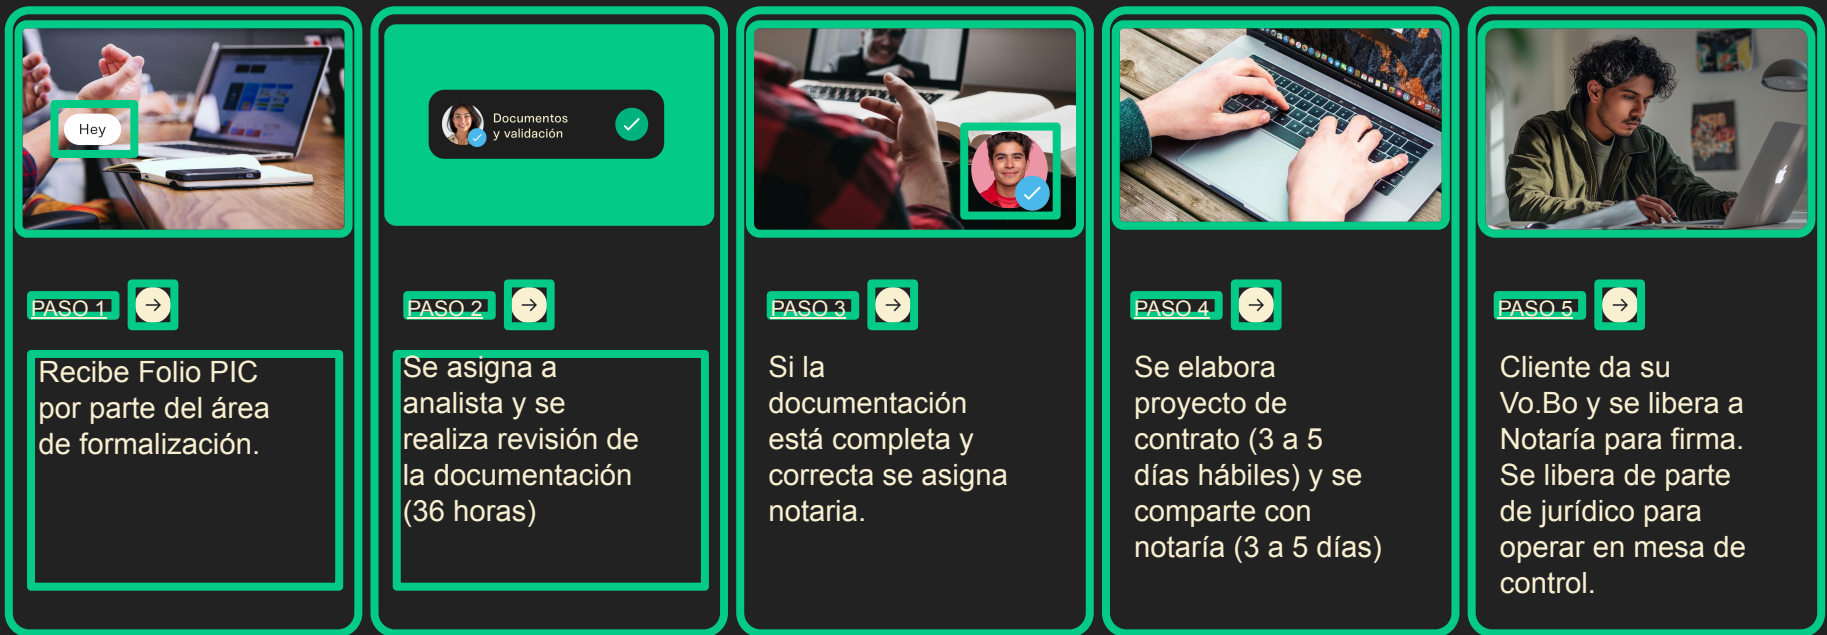 Hey
PASO 1
Recibe Folio PIC
por parte del área
de formalización.
Documentos
y validación
PASO 2
Se asigna a
analista y se
realiza revisión de
la documentación
(36 horas)
PASO 3
Si la
documentación
está completa y
correcta se asigna
notaria.
PASO 4
Se elabora
proyecto de
contrato (3 a 5
días hábiles) y se
comparte con
notaría (3 a 5 días)
PASO 5
Cliente da su
Vo.Bo y se libera a
Notaría para firma.
Se libera de parte
de jurídico para
operar en mesa de
control.